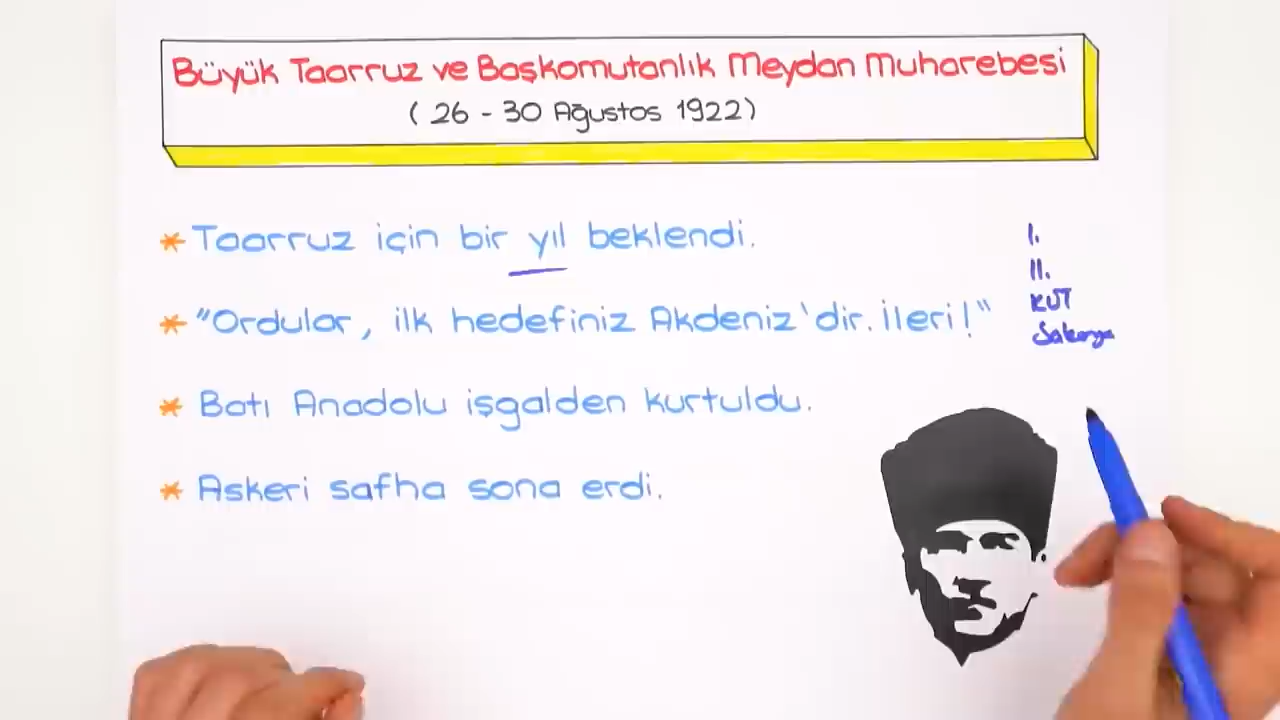 Büyük Taarruz ve Başkomutanlık Meydan Muharebesi
( 26 - 30 Ağustos 1922)
* Taarruz için bir yıl beklendi.
* "Ordular, ilk hedefiniz Akdeniz'dir. İleri!"
* Batı Anadolu işgalden kurtuldu.
* Askeri safha sona erdi.
I.
II.
KÜT
Sakarya